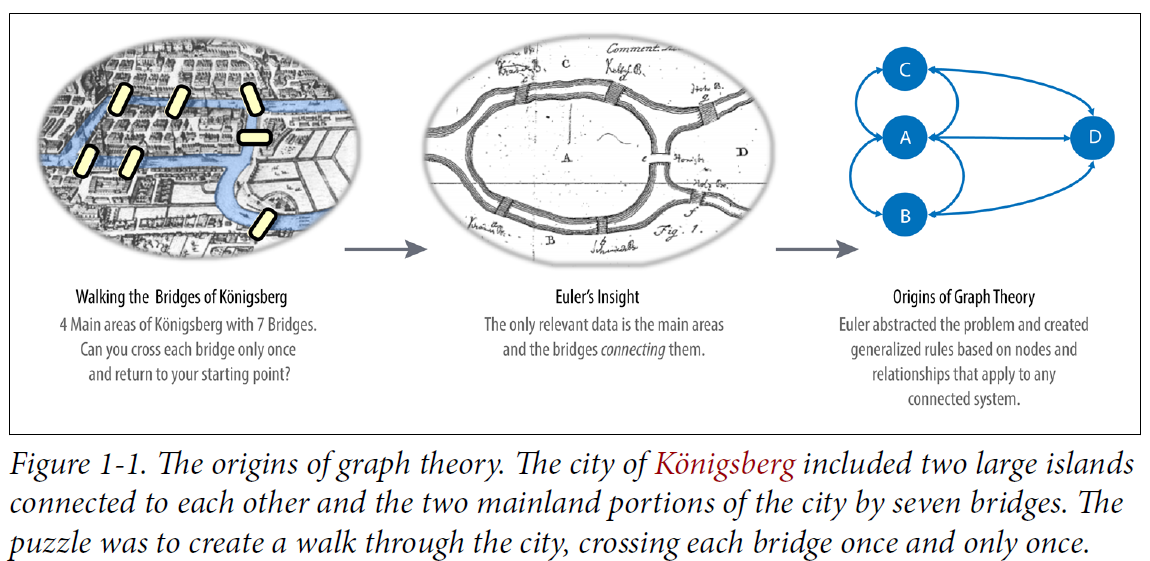 Comment
C
A
B
D
Fig. 1.
C
A
B
D
Walking the Bridges of Königsberg
4 Main areas of Königsberg with 7 Bridges.
Can you cross each bridge only once
and return to your starting point?
Euler's Insight
The only relevant data is the main areas
and the bridges connecting them.
Origins of Graph Theory
Euler abstracted the problem and created
generalized rules based on nodes and
relationships that apply to any
connected system.
Figure 1-1. The origins of graph theory. The city of Königsberg included two large islands
connected to each other and the two mainland portions of the city by seven bridges. The
puzzle was to create a walk through the city, crossing each bridge once and only once.